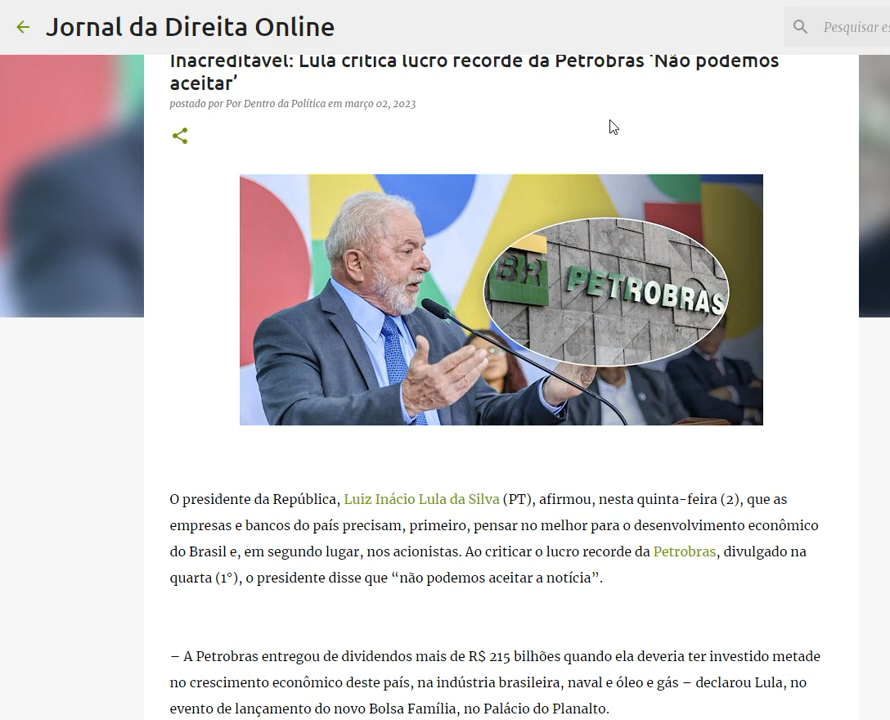 Jornal da Direita Online
Pesquisar es
Inacreditável: Lula critica lucro recorde da Petrobras 'Não podemos
aceitar'
postado por Por Dentro da Política em março 02, 2023
BR PETROBRAS
O presidente da República, Luiz Inácio Lula da Silva (PT), afirmou, nesta quinta-feira (2), que as
empresas e bancos do país precisam, primeiro, pensar no melhor para o desenvolvimento econômico
do Brasil e, em segundo lugar, nos acionistas. Ao criticar o lucro recorde da Petrobras, divulgado na
quarta (1°), o presidente disse que “não podemos aceitar a notícia”.
– A Petrobras entregou de dividendos mais de R$ 215 bilhões quando ela deveria ter investido metade
no crescimento econômico deste país, na indústria brasileira, naval e óleo e gás – declarou Lula, no
evento de lançamento do novo Bolsa Família, no Palácio do Planalto.